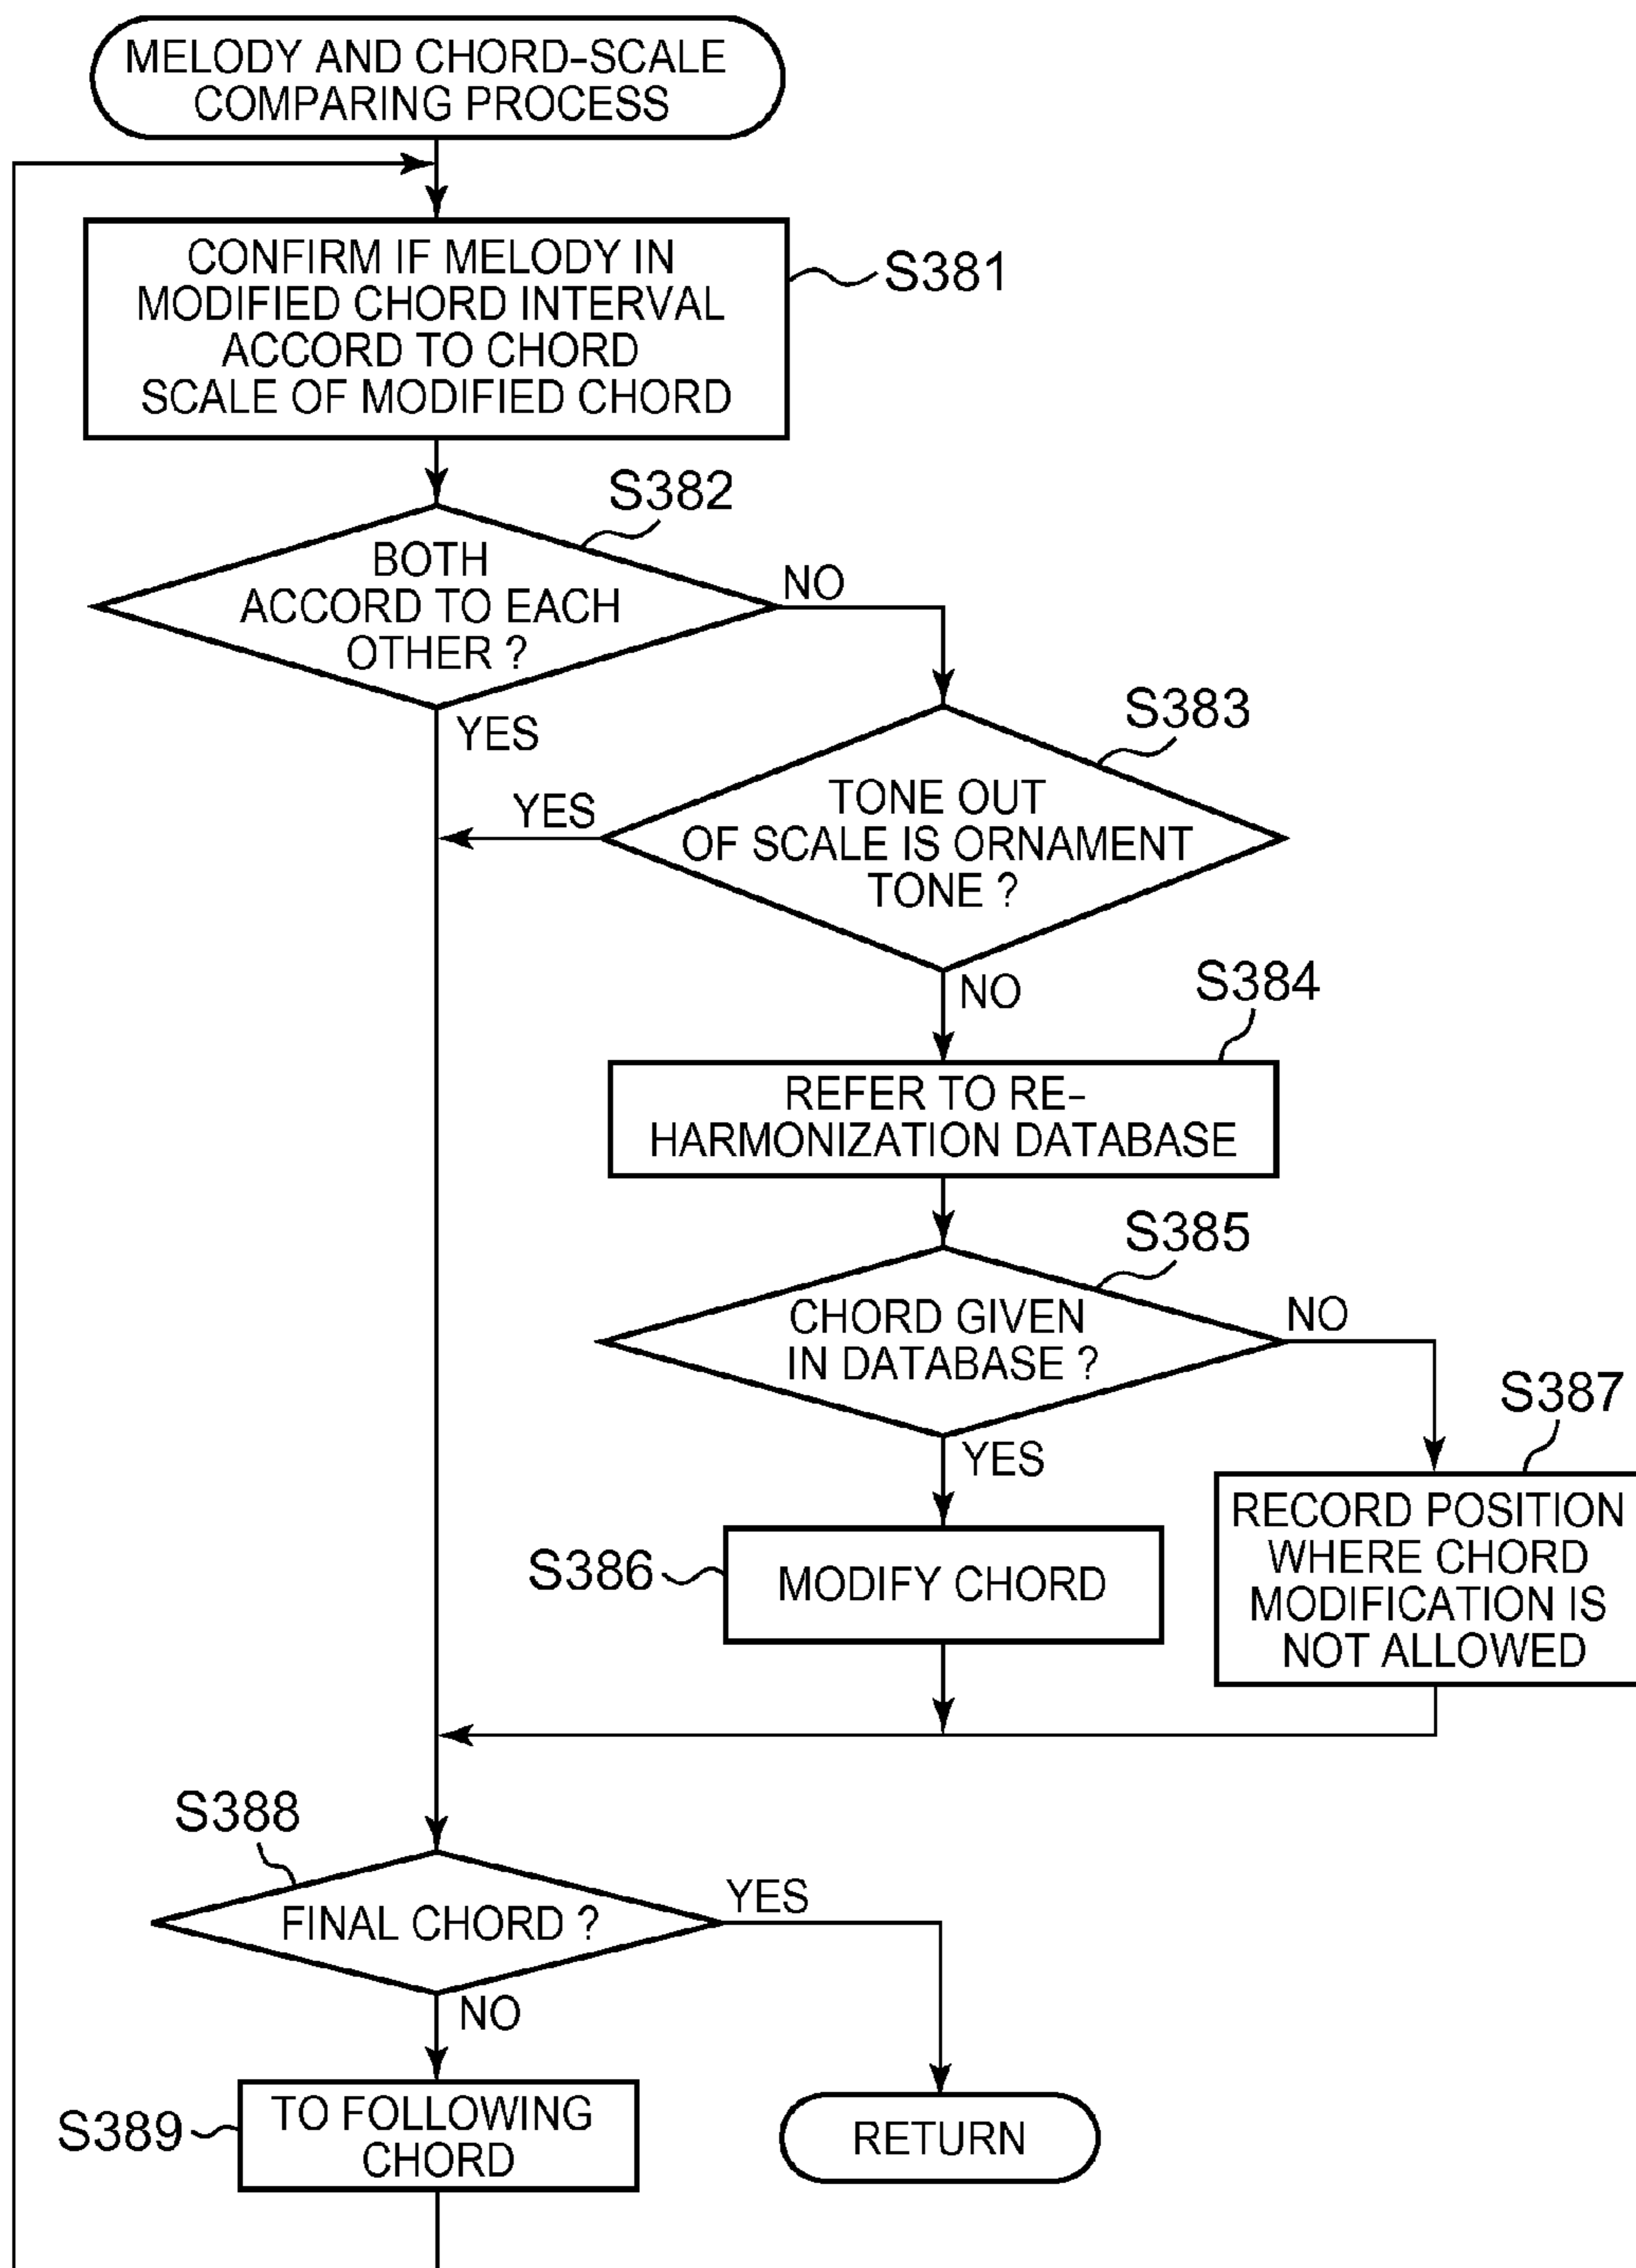 MELODY AND CHORD-SCALE
COMPARING PROCESS
CONFIRM IF MELODY IN
MODIFIED CHORD INTERVAL
ACCORD TO CHORD
SCALE OF MODIFIED CHORD
S381
S382
BOTH
ACCORD TO EACH
OTHER ?
NO
YES
S383
TONE OUT
OF SCALE IS ORNAMENT
TONE ?
YES
NO
S384
REFER TO RE-
HARMONIZATION DATABASE
S385
CHORD GIVEN
IN DATABASE ?
NO
YES
S386
MODIFY CHORD
S387
RECORD POSITION
WHERE CHORD
MODIFICATION IS
NOT ALLOWED
S388
FINAL CHORD ?
YES
NO
S389
TO FOLLOWING
CHORD
RETURN